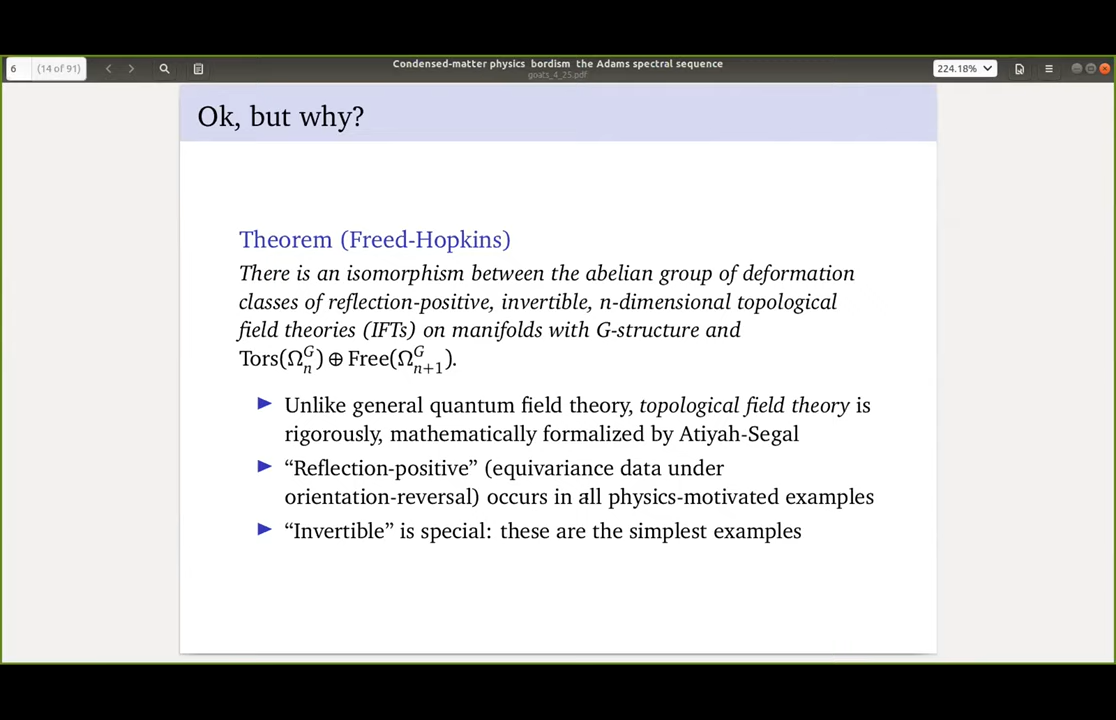 6 (14 of 91)
Condensed-matter physics bordism the Adams spectral sequence
goats_4_25.pdf
224.18%
Ok, but why?
Theorem (Freed-Hopkins)
There is an isomorphism between the abelian group of deformation
classes of reflection-positive, invertible, n-dimensional topological
field theories (IFTs) on manifolds with G-structure and
Tors(Ω_n^G) ⊕ Free(Ω_{n+1}^G).
▶ Unlike general quantum field theory, topological field theory is
rigorously, mathematically formalized by Atiyah-Segal
▶ “Reflection-positive” (equivariance data under
orientation-reversal) occurs in all physics-motivated examples
▶ “Invertible” is special: these are the simplest examples